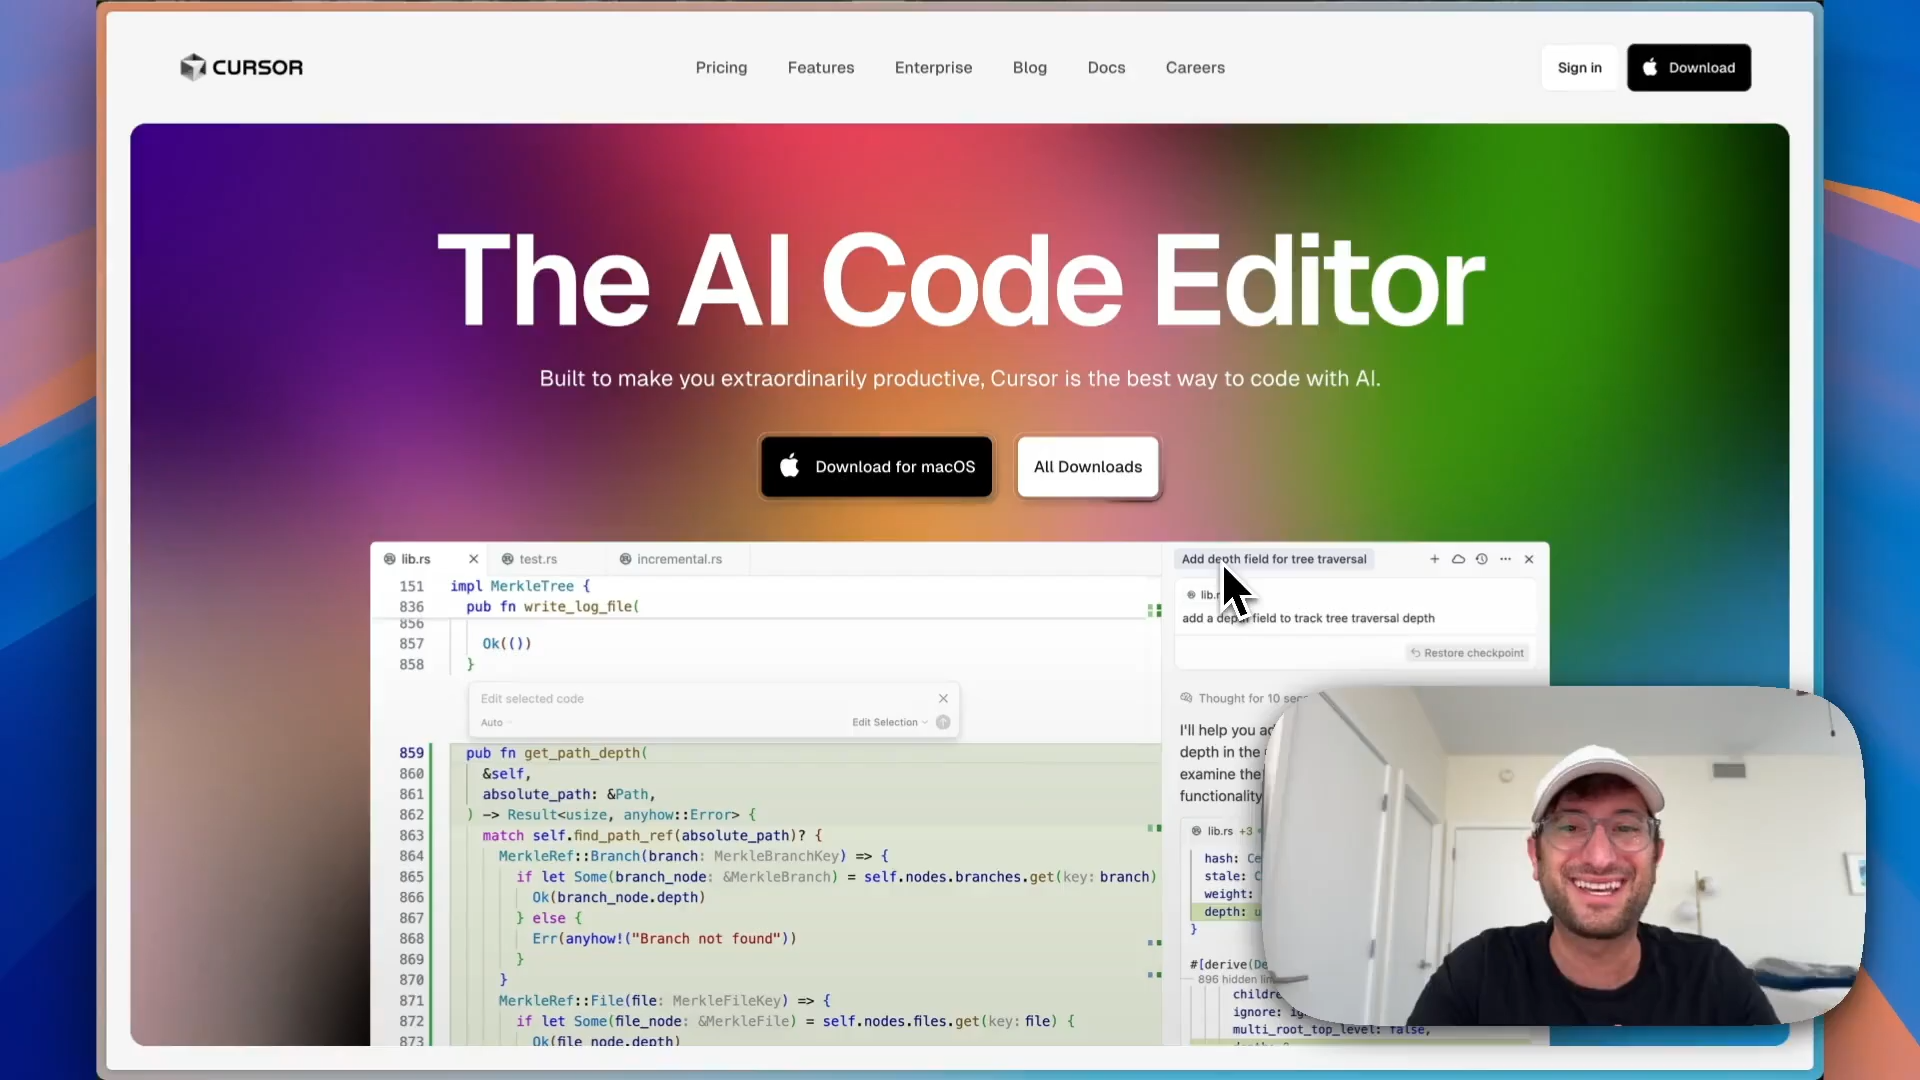 CURSOR
Pricing
Features
Enterprise
Blog
Docs
Careers
Sign in
Download
The AI Code Editor
Built to make you extraordinarily productive, Cursor is the best way to code with AI.
Download for macOS
All Downloads
lib.rs
test.rs
incremental.rs
151 impl MerkleTree {
836 pub fn write_log_file(
856
857 Ok(())
858 }
Edit selected code
Auto
Edit Selection
859 pub fn get_path_depth(
860 &self,
861 absolute_path: &Path,
862 ) -> Result<usize, anyhow::Error> {
863 match self.find_path_ref(absolute_path)? {
864 MerkleRef::Branch(branch: MerkleBranchKey) => {
865 if let Some(branch_node: &MerkleBranch) = self.nodes.branches.get(key: branch)
866 Ok(branch_node.depth)
867 } else {
868 Err(anyhow!("Branch not found"))
869 }
870 }
871 MerkleRef::File(file: MerkleFileKey) => {
872 if let Some(file_node: &MerkleFile) = self.nodes.files.get(key: file) {
873 Ok(file_node.depth)
Add depth field for tree traversal
add a depth field to track tree traversal depth
Restore checkpoint
Thought for 10
I'll help you
depth in the
examine the
functionality
lib.rs +3
hash:
stale:
weight:
depth:
}
#[derive(
896 hidden
ignore:
multi_root_top_level: false,